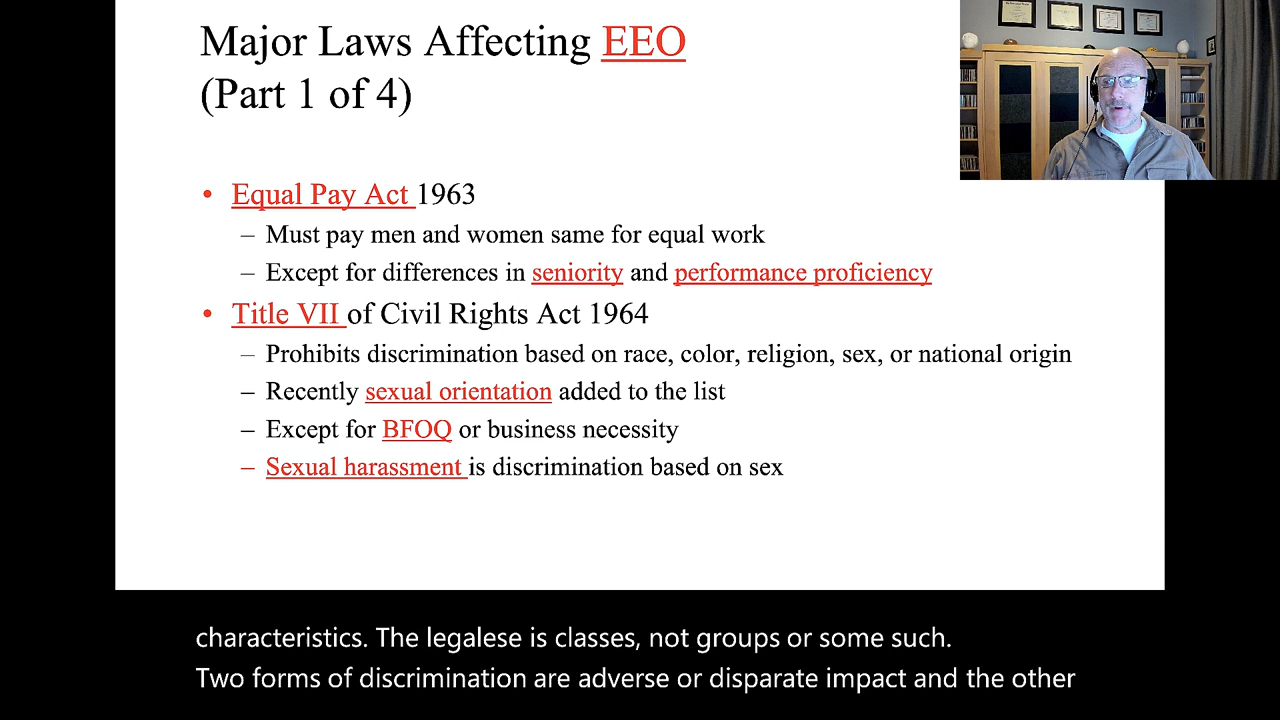 Major Laws Affecting EEO
(Part 1 of 4)
• Equal Pay Act 1963
– Must pay men and women same for equal work
– Except for differences in seniority and performance proficiency
• Title VII of Civil Rights Act 1964
– Prohibits discrimination based on race, color, religion, sex, or national origin
– Recently sexual orientation added to the list
– Except for BFOQ or business necessity
– Sexual harassment is discrimination based on sex
characteristics. The legalese is classes, not groups or some such.
Two forms of discrimination are adverse or disparate impact and the other